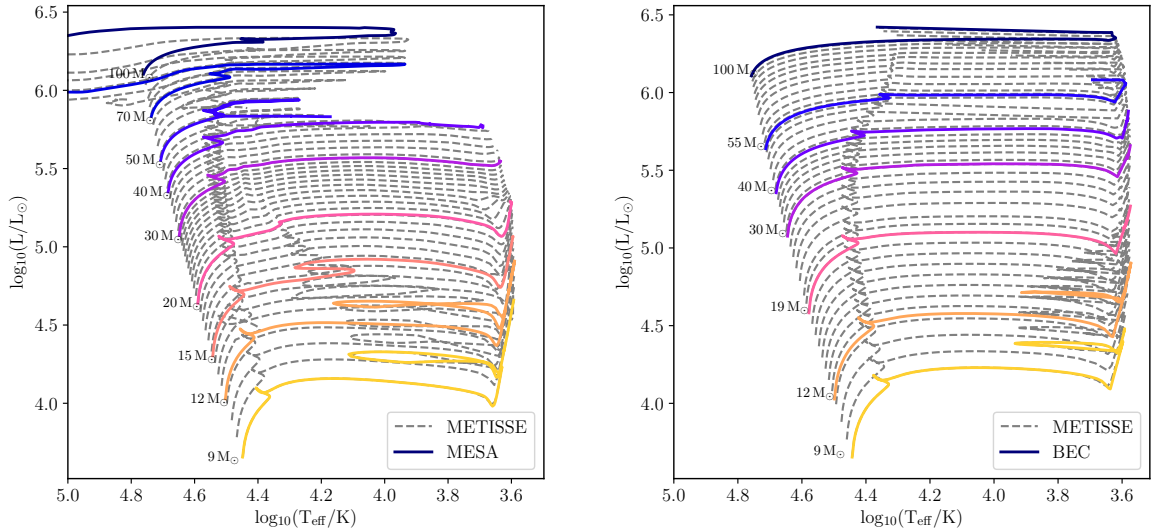 6.5
6.0
5.5
5.0
4.5
4.0
log₁₀(L/L☉)
100 M☉
70 M☉
50 M☉
40 M☉
30 M☉
20 M☉
15 M☉
12 M☉
9 M☉
METISSE
MESA
5.0 4.8 4.6 4.4 4.2 4.0 3.8 3.6
log₁₀(T_eff/K)
6.5
6.0
5.5
5.0
4.5
4.0
log₁₀(L/L☉)
100 M☉
55 M☉
40 M☉
30 M☉
19 M☉
12 M☉
9 M☉
METISSE
BEC
5.0 4.8 4.6 4.4 4.2 4.0 3.8 3.6
log₁₀(T_eff/K)